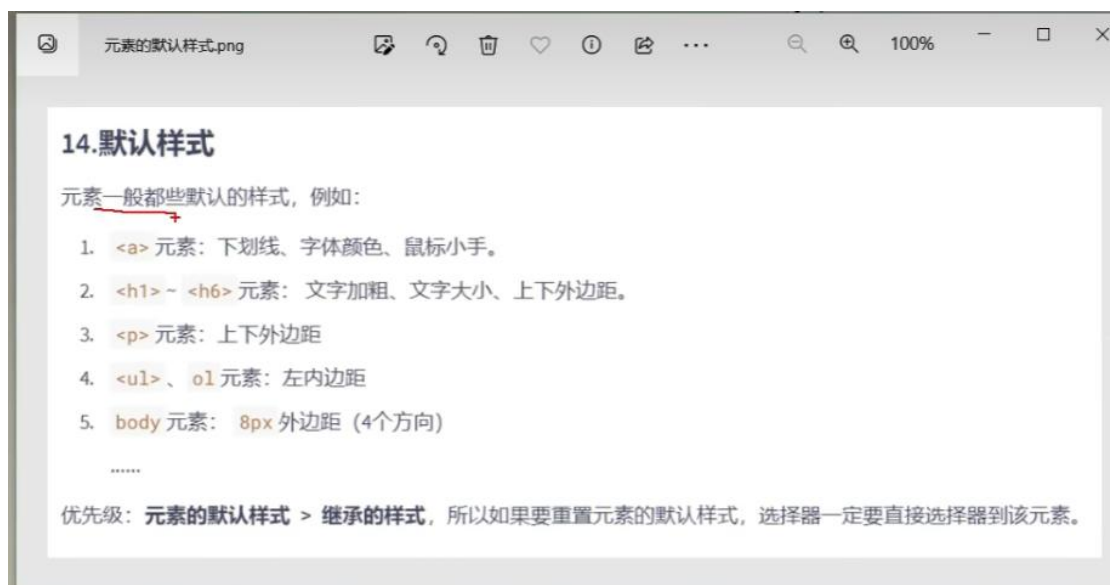 元素的默认样式.png
100%
14.默认样式
元素一般都些默认的样式，例如：
1. <a> 元素：下划线、字体颜色、鼠标小手。
2. <h1> ~ <h6> 元素： 文字加粗、文字大小、上下外边距。
3. <p> 元素：上下外边距
4. <ul> 、 ol 元素：左内边距
5. body 元素： 8px 外边距（4个方向）
......
优先级：元素的默认样式 > 继承的样式，所以如果要重置元素的默认样式，选择器一定要直接选择器到该元素。